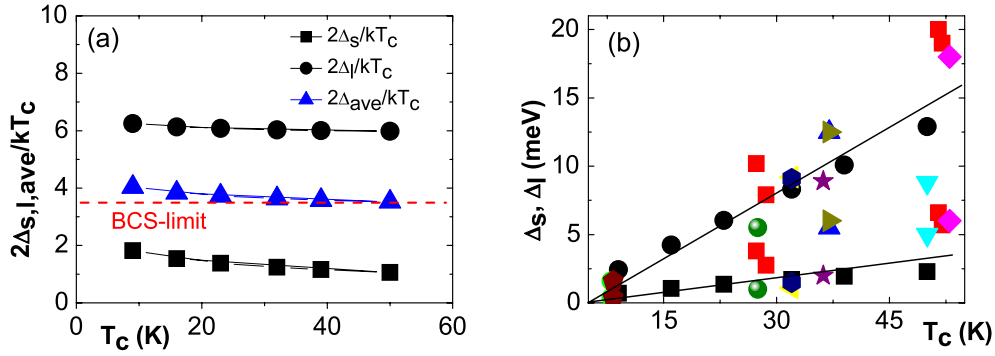 (a)
2Δs/kTc
2Δl/kTc
2Δave/kTc
BCS-limit
2Δs,l,ave/kTc
10
8
6
4
2
0
0 20 40 60
Tc (K)
(b)
Δs, Δl (meV)
20
15
10
5
0
15 30 45
Tc (K)